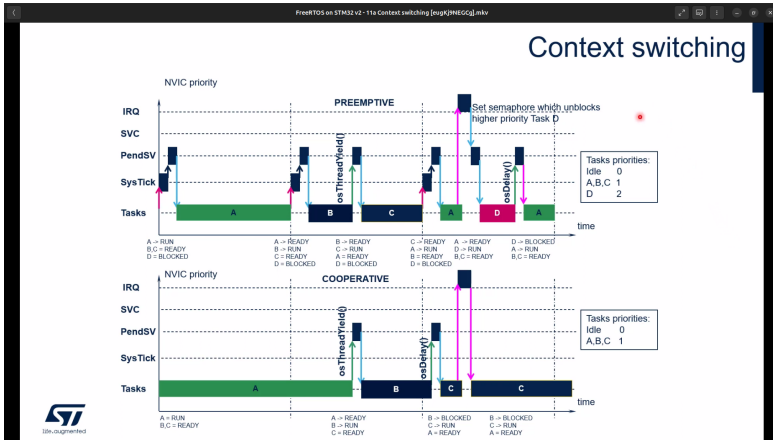 FreeRTOS on STM32 v2 - 11a Context switching [eugKj9NEGCg].mkv
Context switching
NVIC priority
PREEMPTIVE
Set semaphore which unblocks
higher priority Task D
IRQ
SVC
PendSV
SysTick
Tasks
osThreadYield()
osDelay()
A
B
C
A
D
A
time
Tasks priorities:
Idle 0
A,B,C 1
D 2
A -> RUN
B,C = READY
D = BLOCKED
A -> READY
B -> RUN
C = READY
D = BLOCKED
B -> READY
C -> RUN
A = READY
D = BLOCKED
C -> READY
A -> RUN
B = READY
D = BLOCKED
A -> READY
D -> RUN
B,C = READY
D -> BLOCKED
A -> RUN
B,C = READY
NVIC priority
COOPERATIVE
IRQ
SVC
PendSV
SysTick
Tasks
osThreadYield()
osDelay()
A
B
C
C
time
Tasks priorities:
Idle 0
A,B,C 1
A = RUN
B,C = READY
A -> READY
B -> RUN
C = READY
B -> BLOCKED
C -> RUN
A = READY
B -> BLOCKED
C -> RUN
A = READY
ST
life.augmented